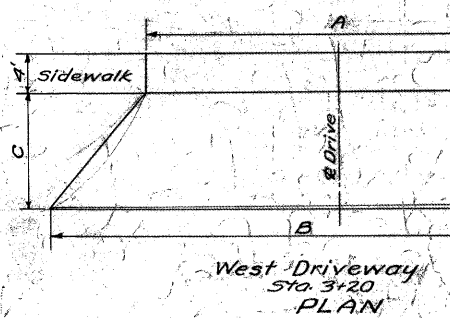 A
4'
Sidewalk
C
℄ Drive
B
West Driveway
Sta. 3+20
PLAN